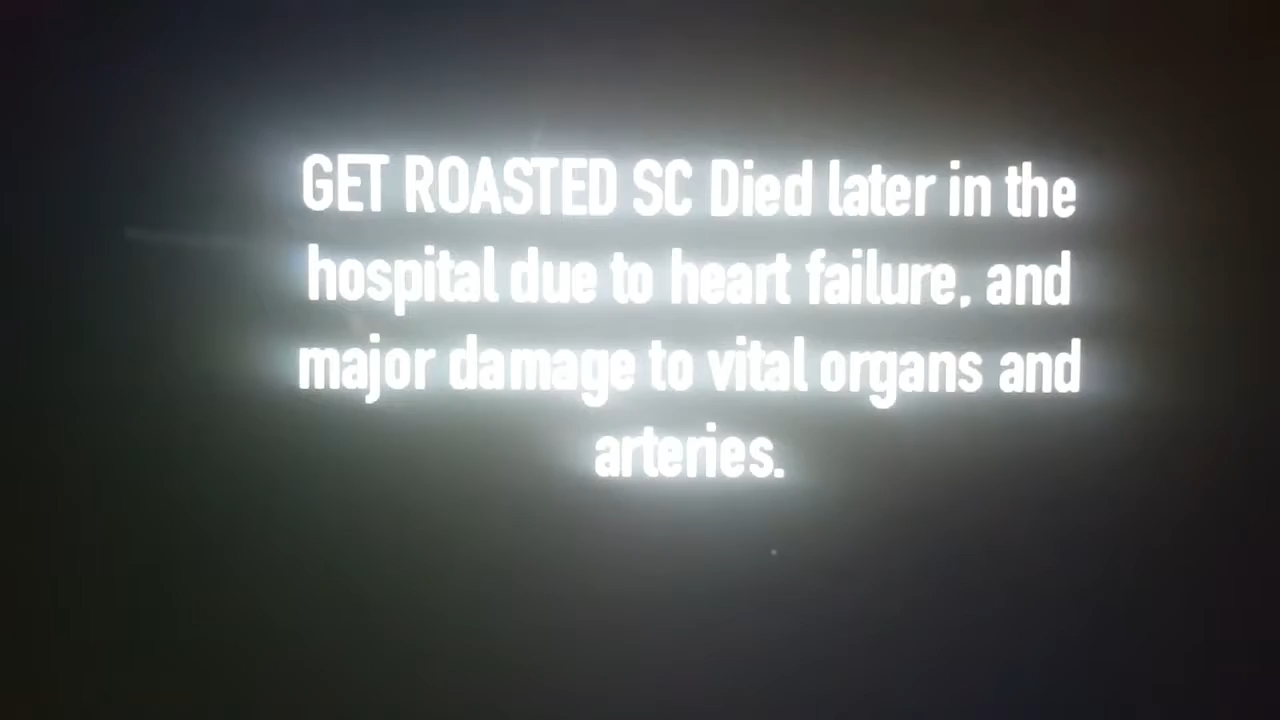 GET ROASTED SC Died later in the
hospital due to heart failure, and
major damage to vital organs and
arteries.